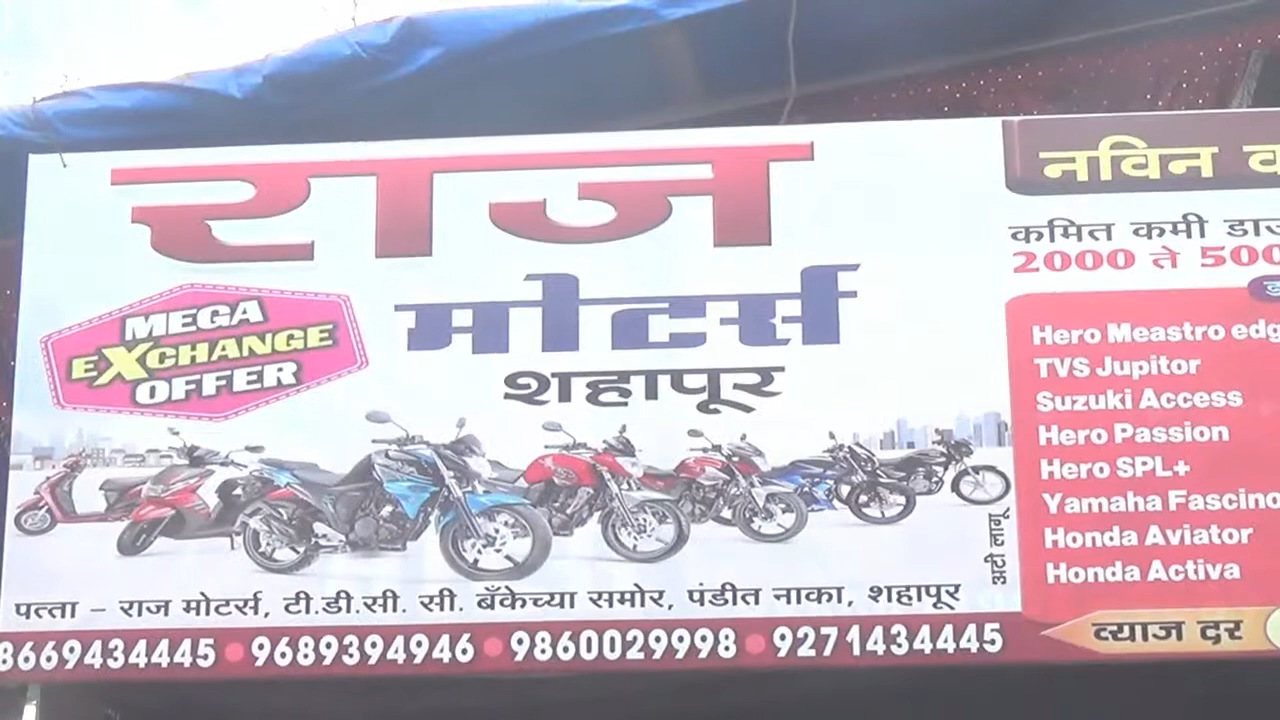 राज
मोटर्स
शहापूर
MEGA
EXCHANGE
OFFER
अटी लागू
पत्ता – राज मोटर्स, टी.डी.सी. सी. बँकेच्या समोर, पंडीत नाका, शहापूर
8669434445 • 9689394946 • 9860029998 • 9271434445
नविन
कमित कमी
2000 ते 500
Hero Meastro edg
TVS Jupitor
Suzuki Access
Hero Passion
Hero SPL+
Yamaha Fascino
Honda Aviator
Honda Activa
व्याज दर